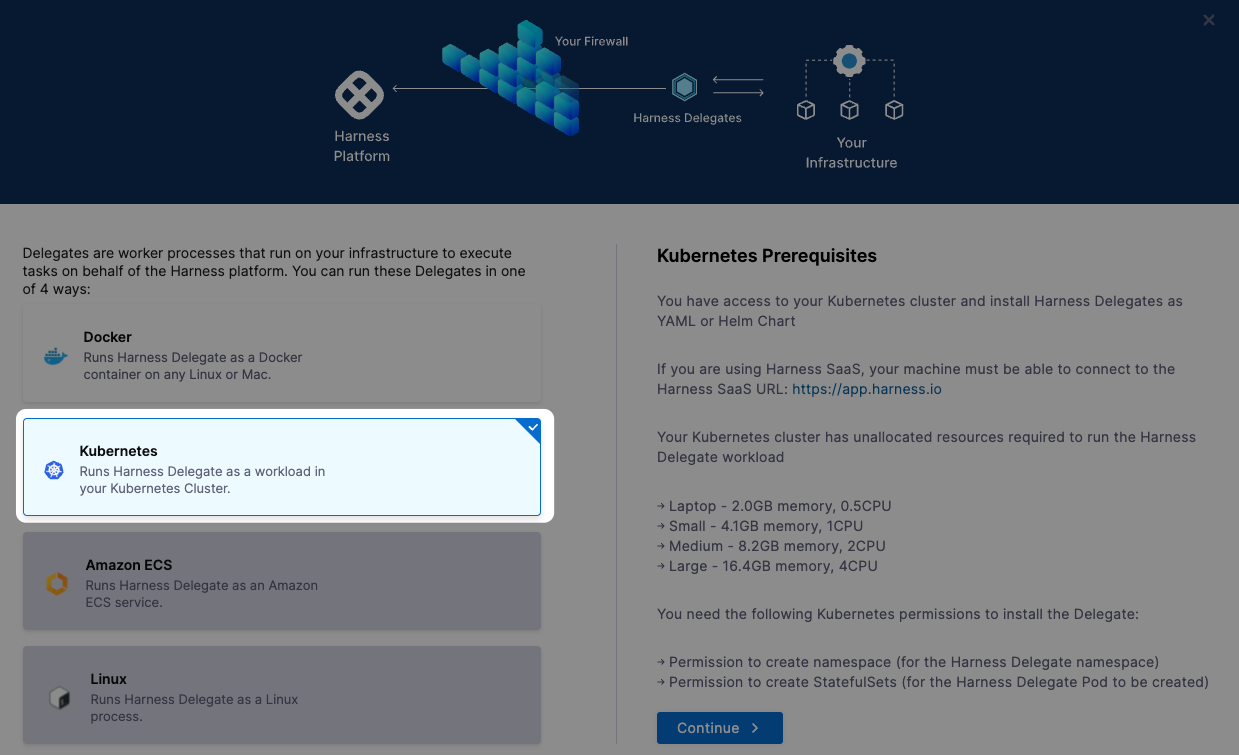 Your Firewall
Harness Delegates
Harness
Platform
Your
Infrastructure
Delegates are worker processes that run on your infrastructure to execute
tasks on behalf of the Harness platform. You can run these Delegates in one
of 4 ways:
Docker
Runs Harness Delegate as a Docker
container on any Linux or Mac.
Kubernetes
Runs Harness Delegate as a workload in
your Kubernetes Cluster.
Amazon ECS
Runs Harness Delegate as an Amazon
ECS service.
Linux
Runs Harness Delegate as a Linux
process.
Kubernetes Prerequisites
You have access to your Kubernetes cluster and install Harness Delegates as
YAML or Helm Chart
If you are using Harness SaaS, your machine must be able to connect to the
Harness SaaS URL: https://app.harness.io
Your Kubernetes cluster has unallocated resources required to run the Harness
Delegate workload
→ Laptop - 2.0GB memory, 0.5CPU
→ Small - 4.1GB memory, 1CPU
→ Medium - 8.2GB memory, 2CPU
→ Large - 16.4GB memory, 4CPU
You need the following Kubernetes permissions to install the Delegate:
→ Permission to create namespace (for the Harness Delegate namespace)
→ Permission to create StatefulSets (for the Harness Delegate Pod to be created)
Continue